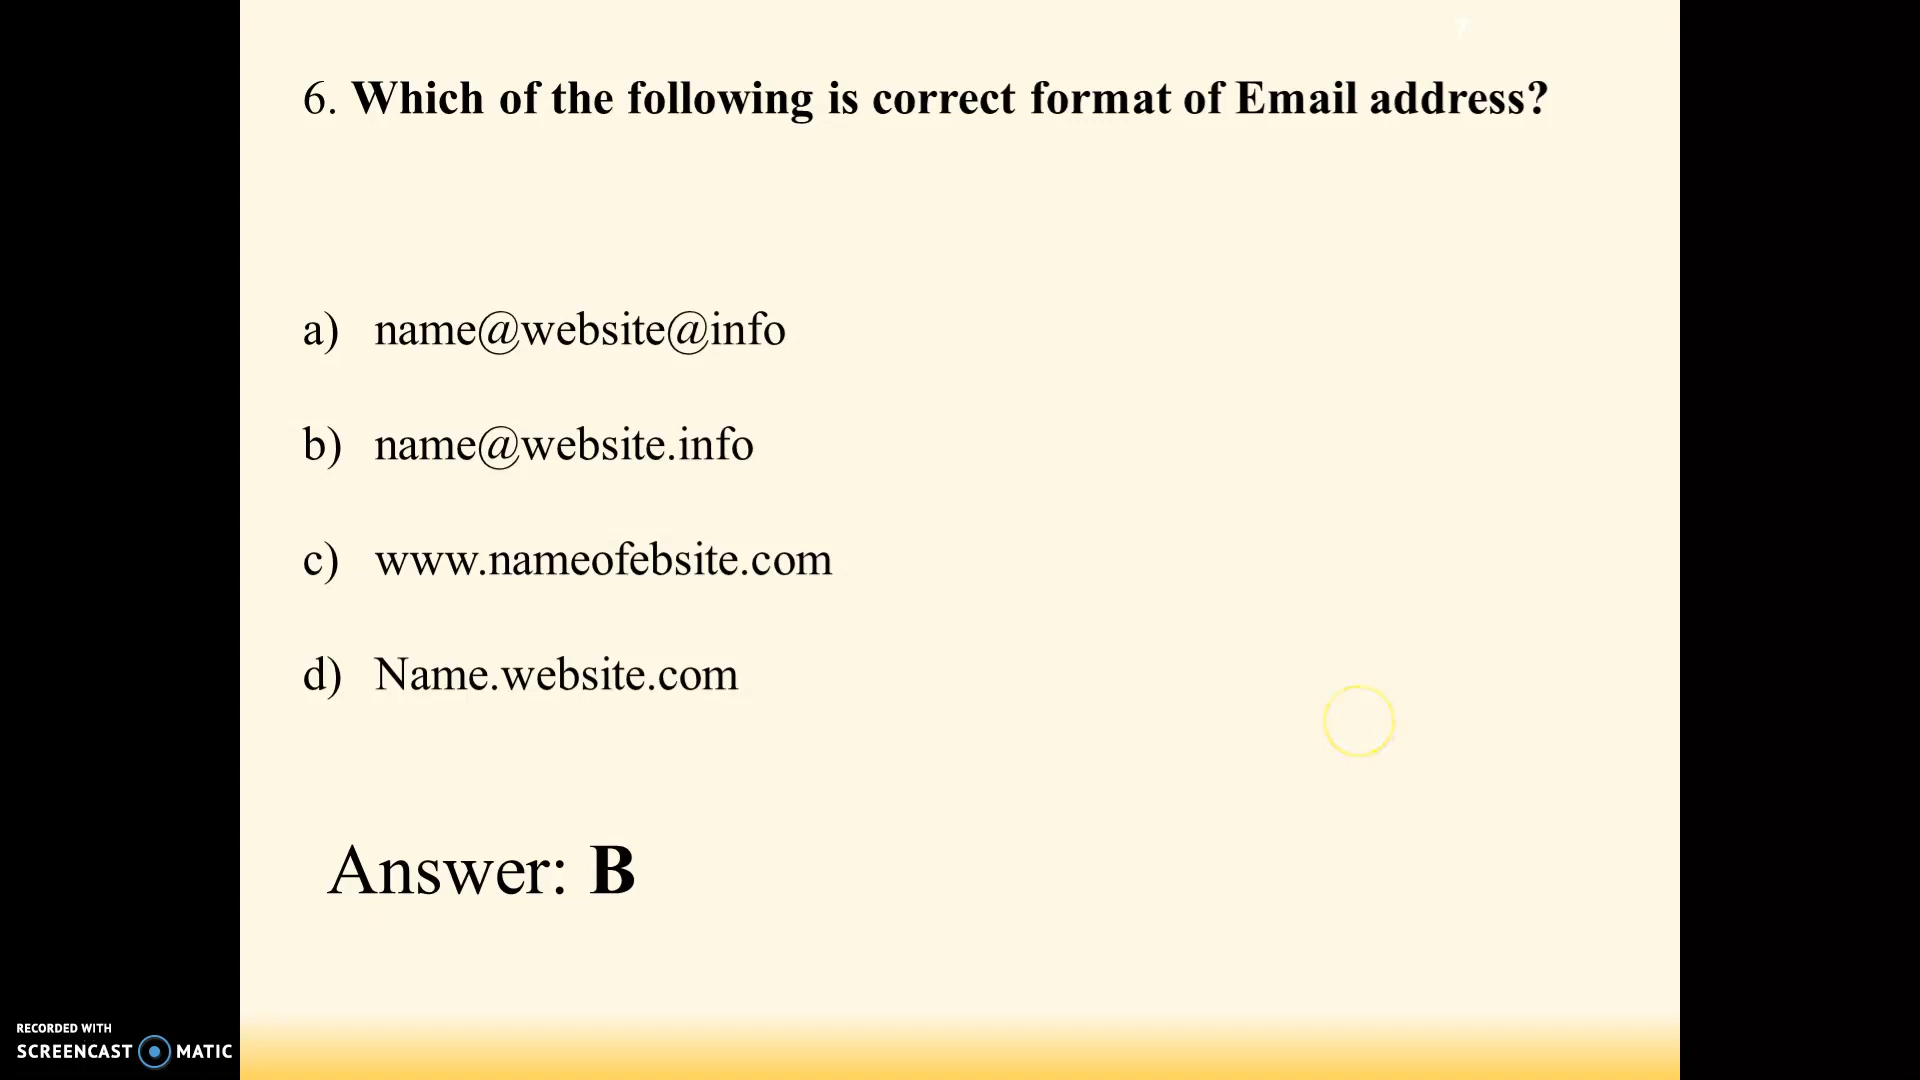 7
6. Which of the following is correct format of Email address?
a) name@website@info
b) name@website.info
c) www.nameofebsite.com
d) Name.website.com
Answer: B
RECORDED WITH
SCREENCAST MATIC